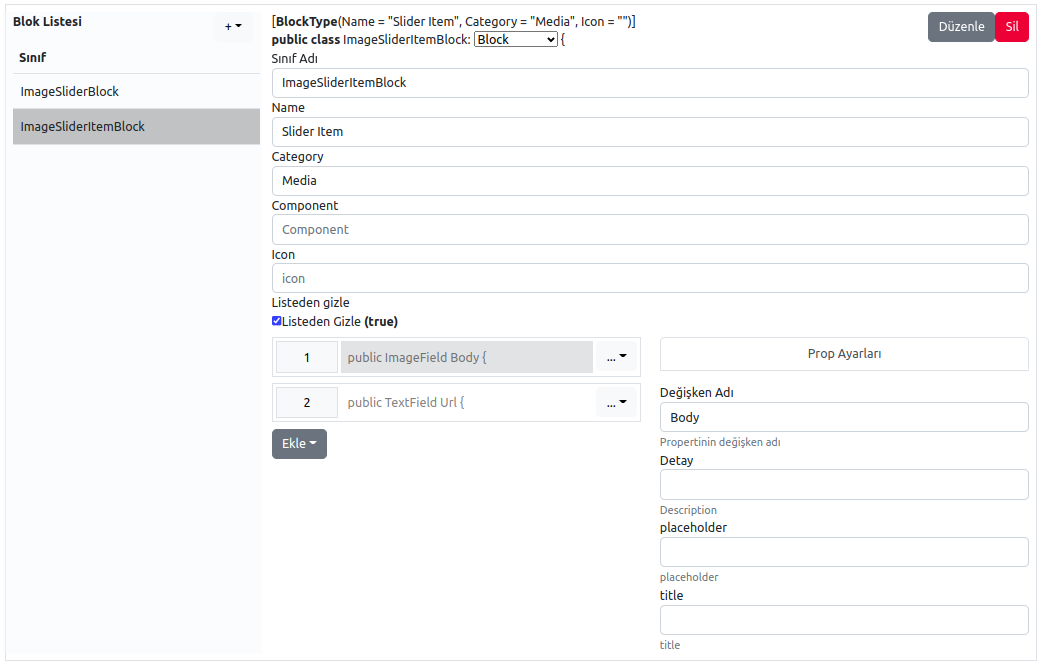 Blok Listesi
+
Sınıf
ImageSliderBlock
ImageSliderItemBlock
[BlockType(Name = "Slider Item", Category = "Media", Icon = "")]
public class ImageSliderItemBlock: Block {
Düzenle
Sil
Sınıf Adı
ImageSliderItemBlock
Name
Slider Item
Category
Media
Component
Component
Icon
icon
Listeden gizle
Listeden Gizle (true)
1
public ImageField Body {
...
2
public TextField Url {
...
Ekle
Prop Ayarları
Değişken Adı
Body
Propertinin değişken adı
Detay
Description
placeholder
placeholder
title
title